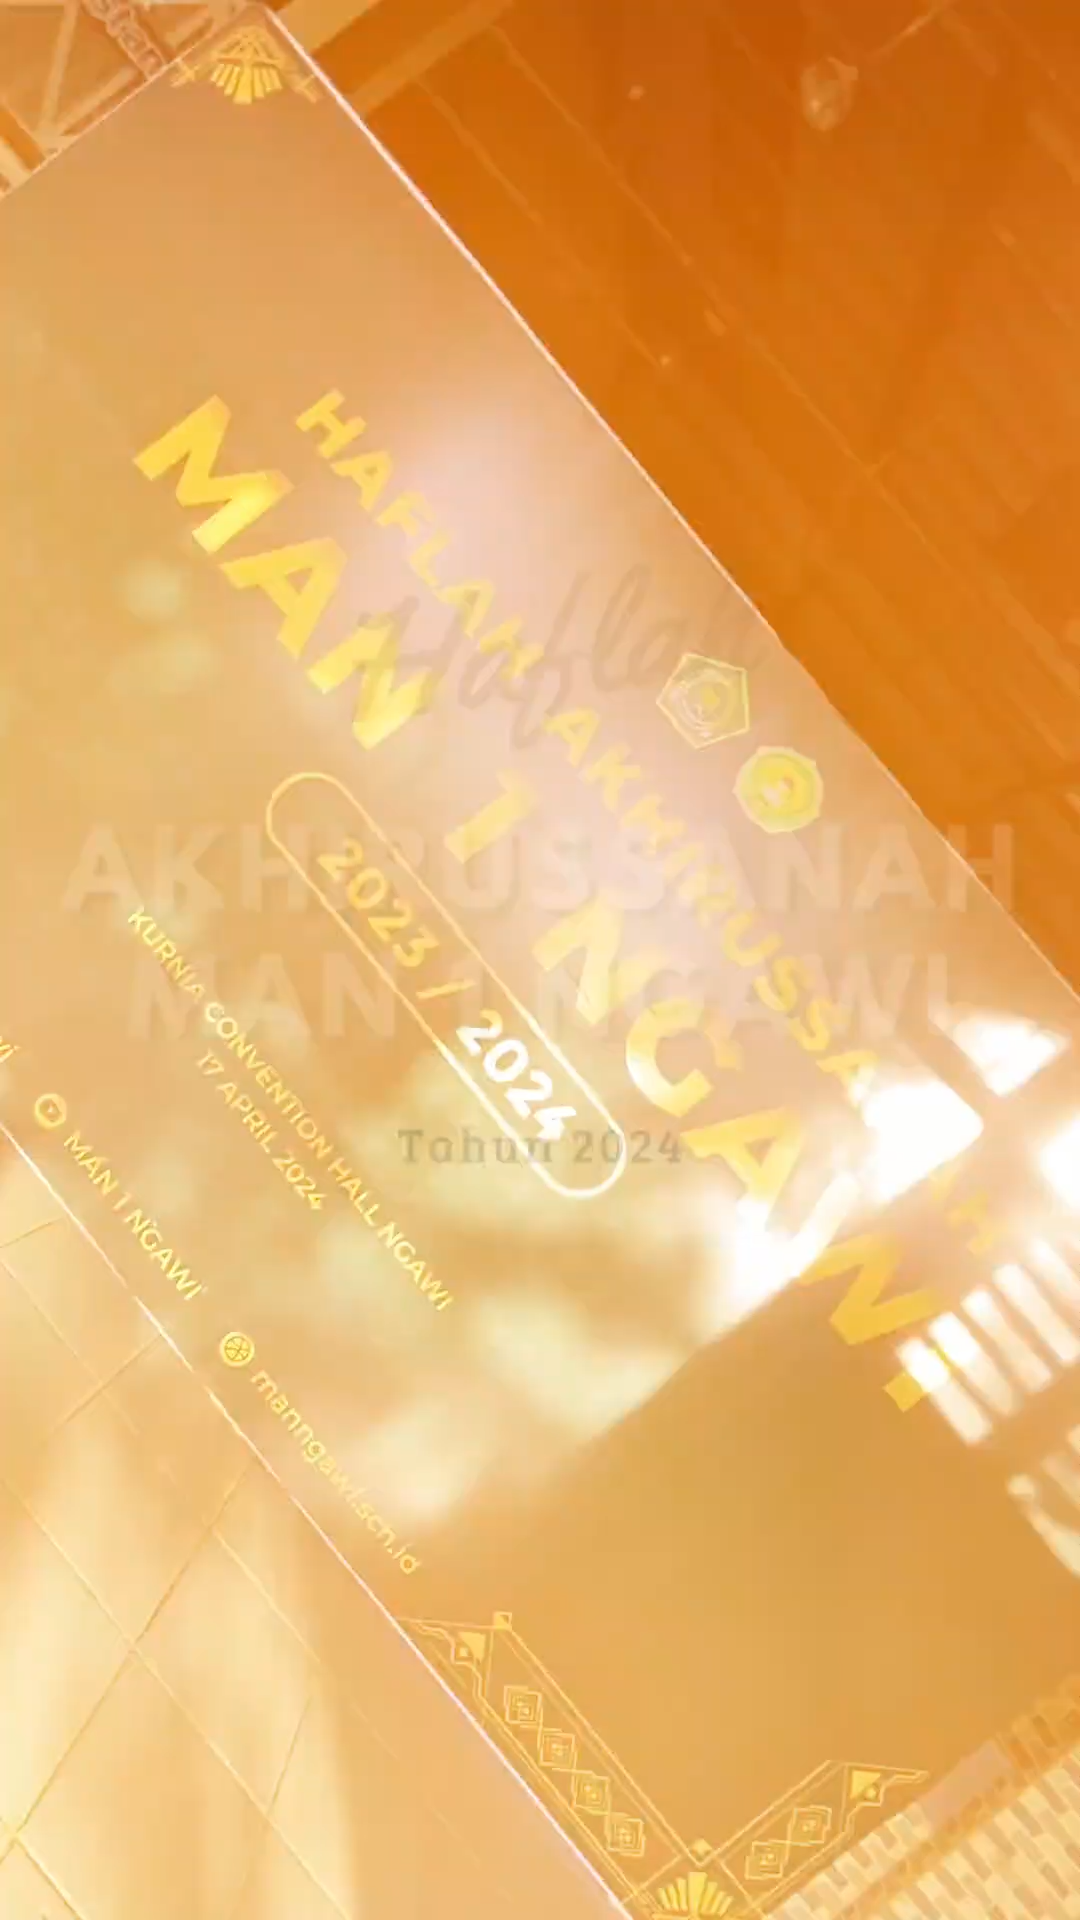 HAFLAH AKHIRUSSANAH
MAN 1 NGAWI
2023 / 2024
KURNIA CONVENTION HALL NGAWI
17 APRIL 2024
MAN 1 NGAWI
manngawi.sch.id
Haflah
AKHIRUSSANAH
MAN 1 NGAWI
Tahun 2024